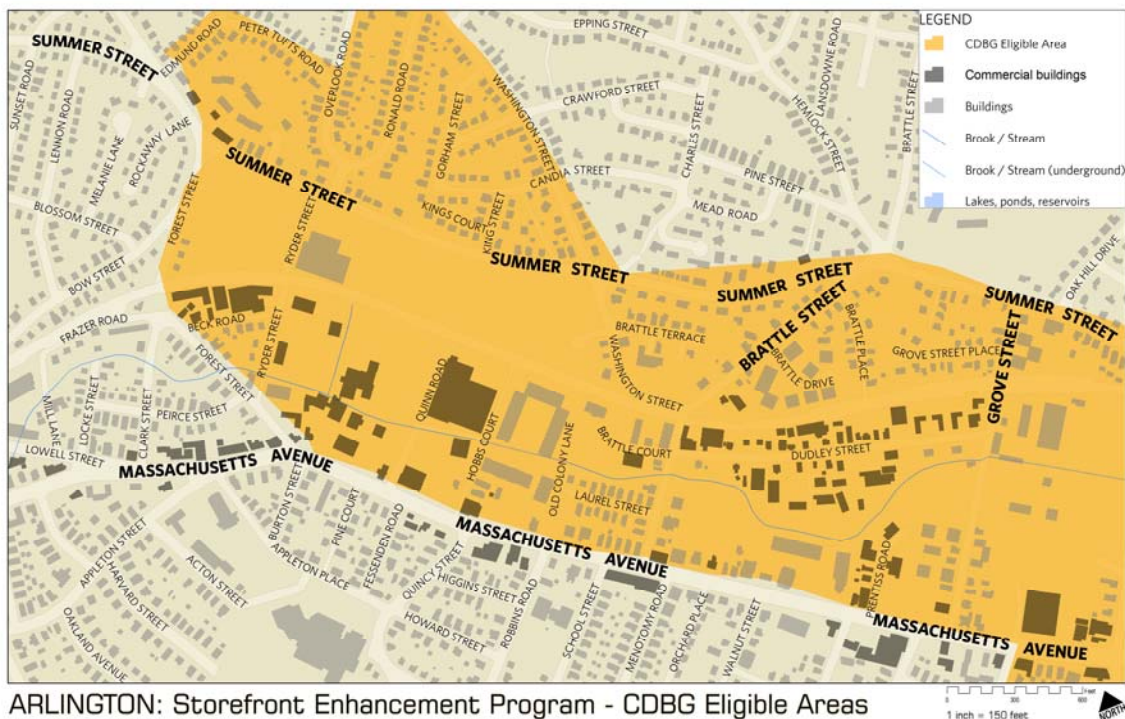 SUMMER STREET
EDMUND ROAD
PETER TUFTS ROAD
OVERLOOK ROAD
RONALD ROAD
WASHINGTON STREET
EPPING STREET
LANSDOWNE ROAD
HEMLOCK STREET
BRATTLE STREET
SUNSET ROAD
LENNON ROAD
MELANIE LANE
ROCKAWAY LANE
CRAWFORD STREET
CHARLES STREET
GORHAM STREET
SUMMER STREET
CANDIA STREET
PINE STREET
BLOSSOM STREET
FOREST STREET
KINGS COURT
KING STREET
MEAD ROAD
RYDER STREET
BOW STREET
SUMMER STREET
SUMMER STREET
SUMMER STREET
OAK HILL DRIVE
FRAZER ROAD
BECK ROAD
RYDER STREET
BRATTLE TERRACE
BRATTLE STREET
BRATTLE PLACE
GROVE STREET PLACE
GROVE STREET
FOREST STREET
WASHINGTON STREET
BRATTLE DRIVE
MILL LANE
LOCKE STREET
CLARK STREET
PEIRCE STREET
QUINN ROAD
HOBBS COURT
OLD COLONY LANE
BRATTLE COURT
DUDLEY STREET
LOWELL STREET
MASSACHUSETTS AVENUE
LAUREL STREET
BURTON STREET
PINE COURT
FESSENDEN ROAD
MASSACHUSETTS AVENUE
APPLETON STREET
HARVARD STREET
ACTON STREET
APPLETON PLACE
QUINCY STREET
HIGGINS STREET
HOWARD STREET
ROBBINS ROAD
SCHOOL STREET
MENOTOMY ROAD
ORCHARD PLACE
WALNUT STREET
PRENTISS ROAD
MASSACHUSETTS AVENUE
OAKLAND AVENUE
LEGEND
CDBG Eligible Area
Commercial buildings
Buildings
Brook / Stream
Brook / Stream (underground)
Lakes, ponds, reservoirs
ARLINGTON: Storefront Enhancement Program - CDBG Eligible Areas
0 300 600
1 inch = 150 feet
NORTH